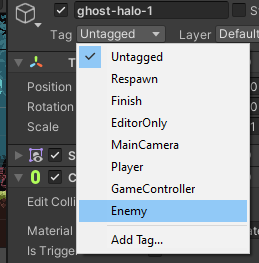 ghost-halo-1
Tag Untagged Layer Default
Untagged
Respawn
Finish
EditorOnly
MainCamera
Player
GameController
Enemy
Add Tag...
Position
Rotation
Scale
Edit Colli
Material
Is Trigge